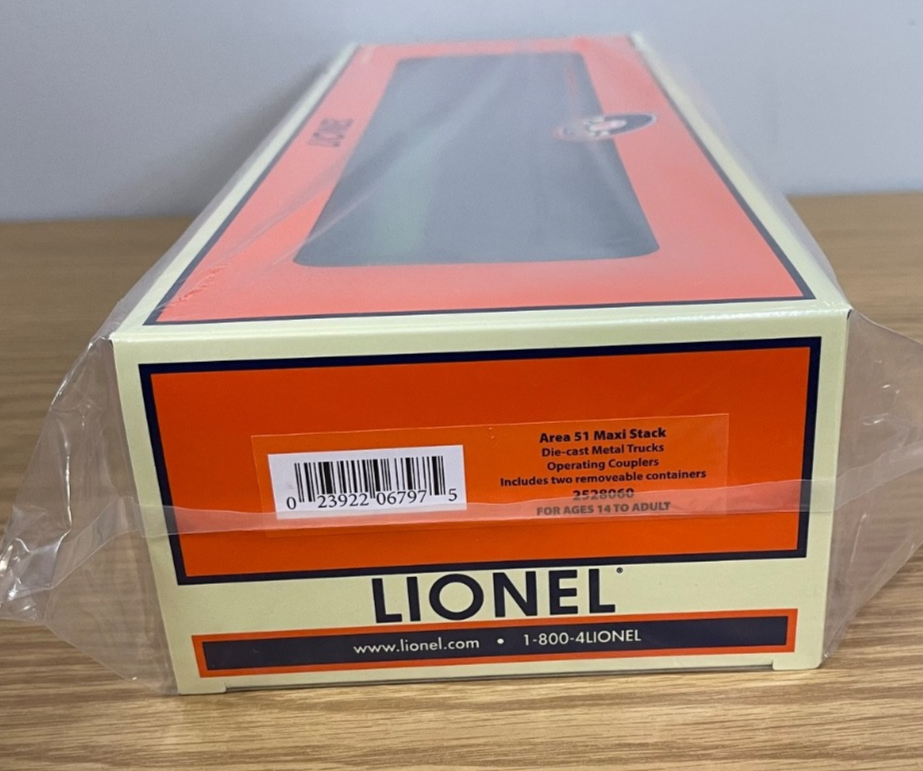 LIONEL
Area 51 Maxi Stack
Die-cast Metal Trucks
Operating Couplers
Includes two removeable containers
2528060
FOR AGES 14 TO ADULT
0 23922 06797 5
LIONEL
www.lionel.com • 1-800-4LIONEL